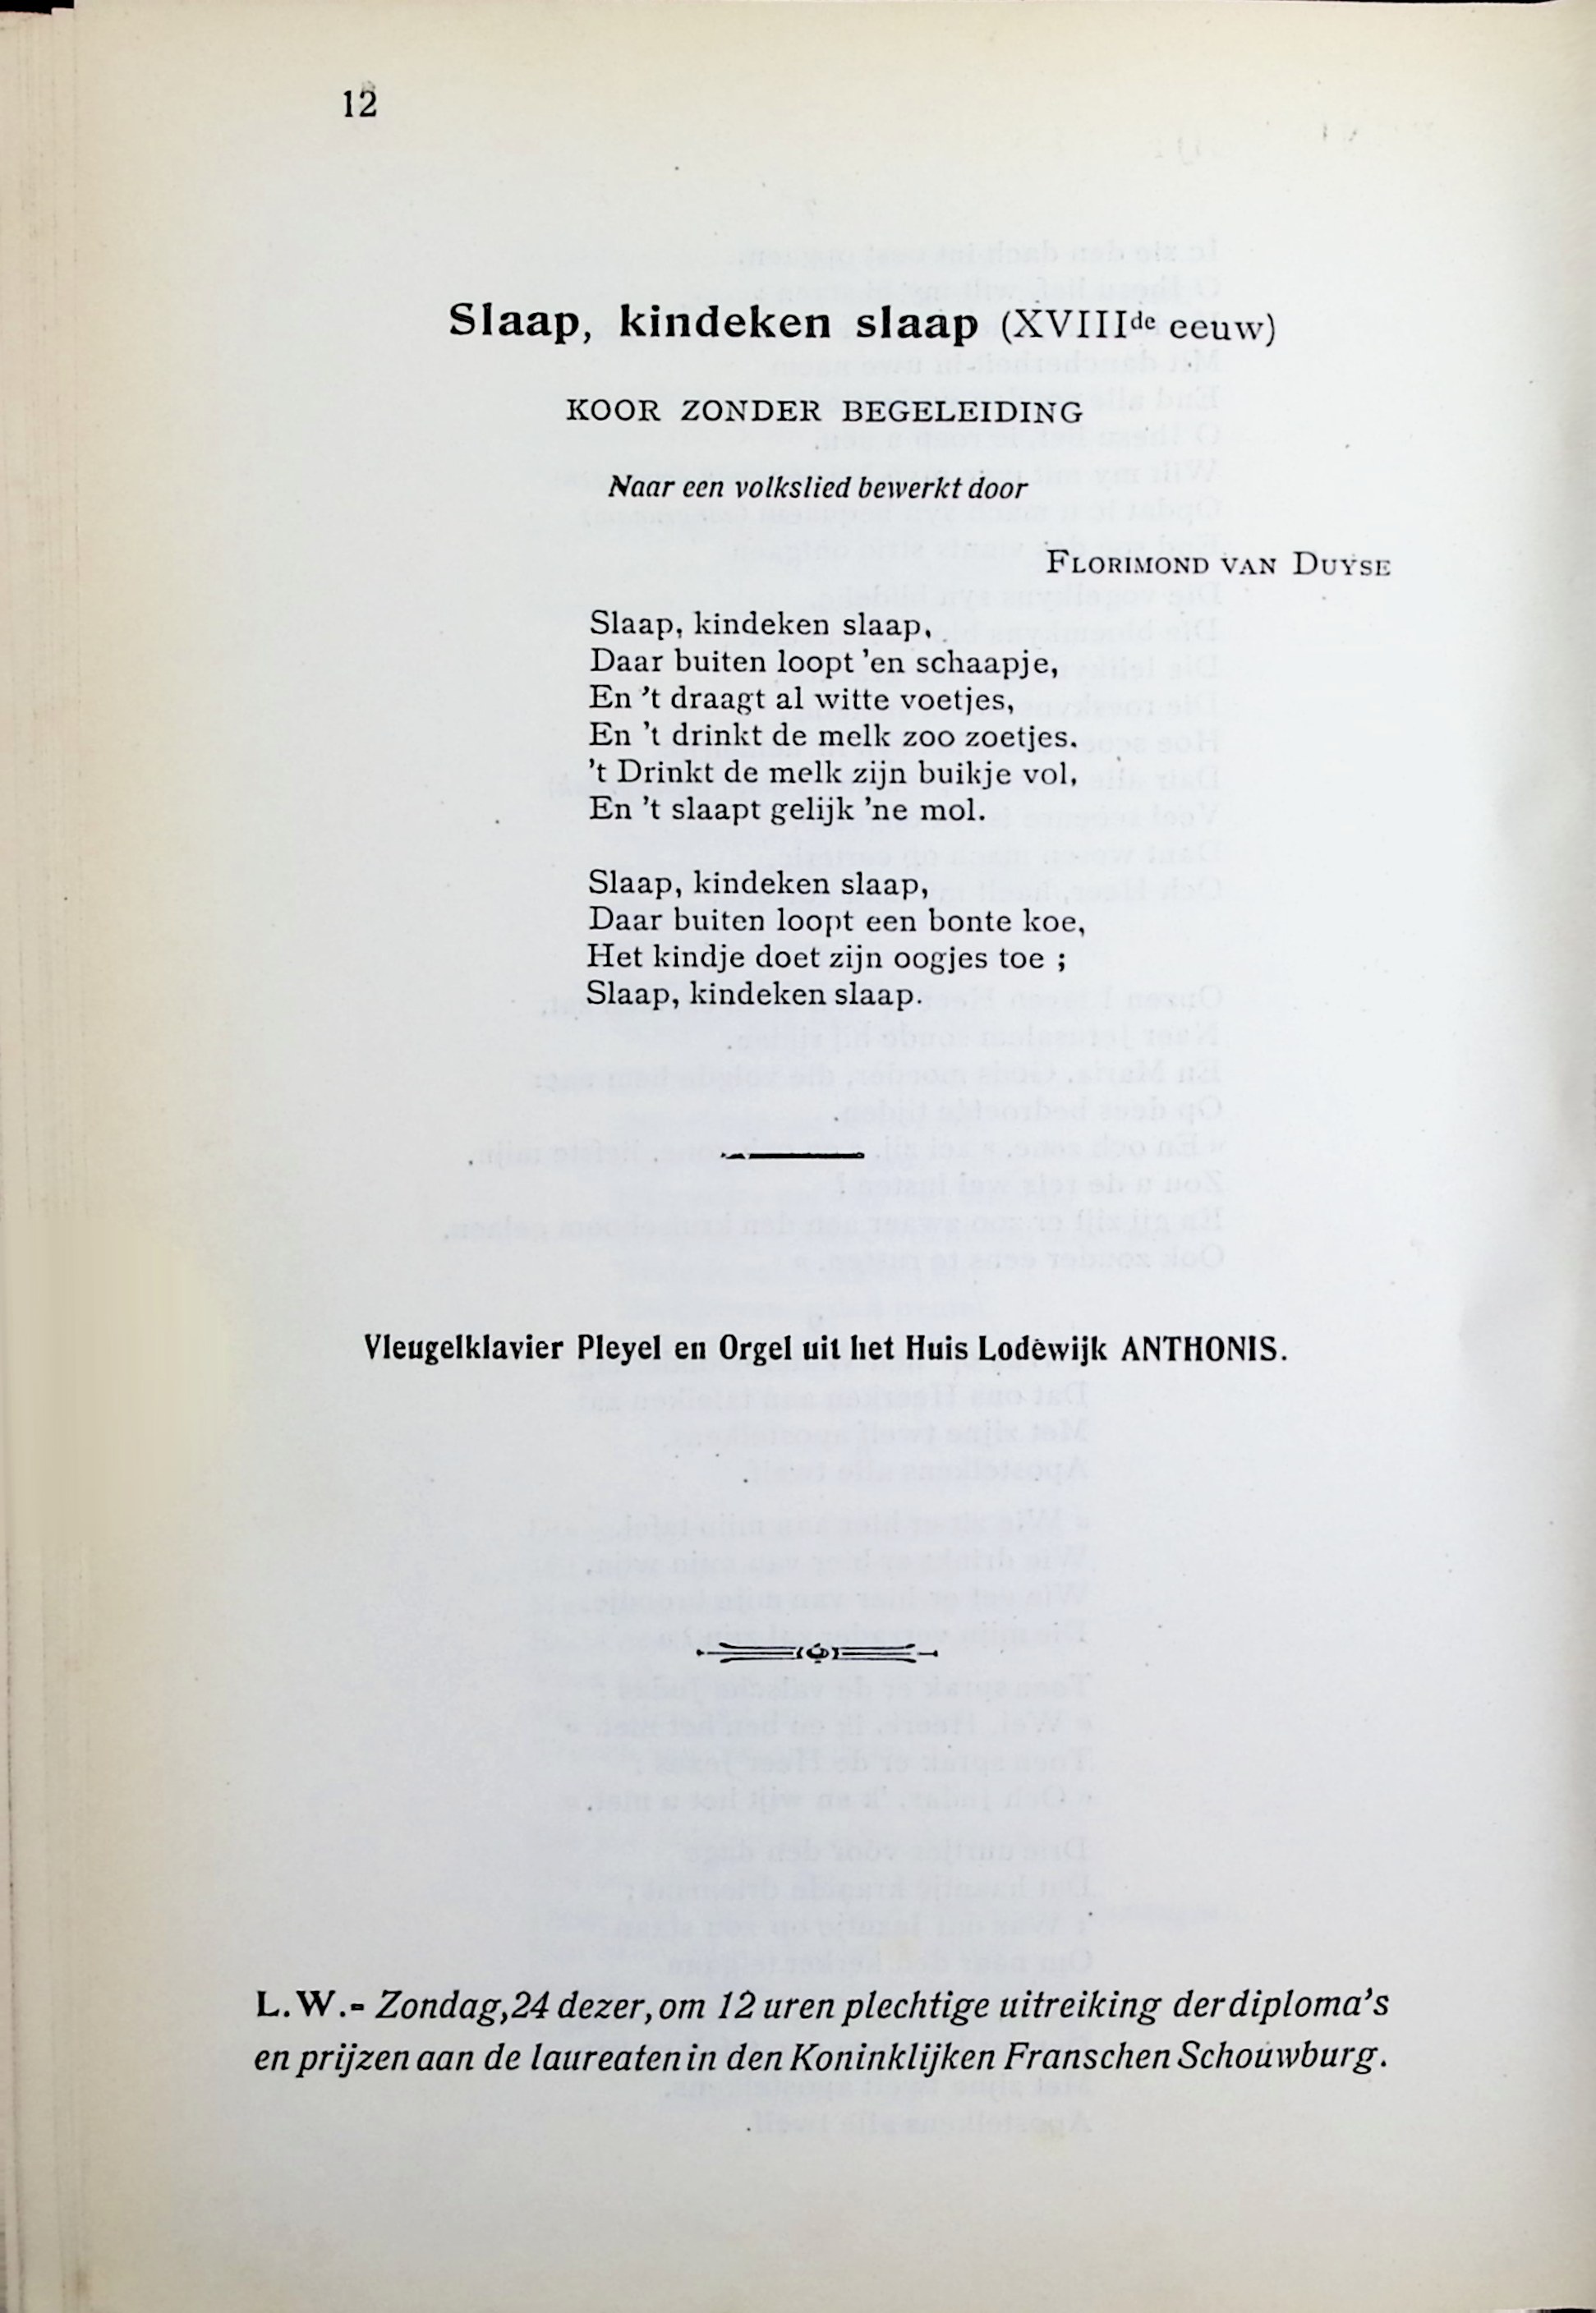 12
Slaap, kindeken slaap (XVIIIde eeuw)
KOOR ZONDER BEGELEIDING
Naar een volkslied bewerkt door
FLORIMOND VAN DUYSE
Slaap, kindeken slaap,
Daar buiten loopt 'en schaapje,
En 't draagt al witte voetjes,
En 't drinkt de melk zoo zoetjes.
't Drinkt de melk zijn buikje vol,
En 't slaapt gelijk 'ne mol.
Slaap, kindeken slaap,
Daar buiten loopt een bonte koe,
Het kindje doet zijn oogjes toe ;
Slaap, kindeken slaap.
Vleugelklavier Pleyel en Orgel uit het Huis Lodewijk ANTHONIS.
L.W.- Zondag, 24 dezer, om 12 uren plechtige uitreiking der diploma's
en prijzen aan de laureaten in den Koninklijken Franschen Schouwburg.